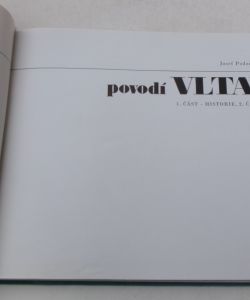 Josef
povodí VLTA
1. ČÁST - HISTORIE, 2. Č